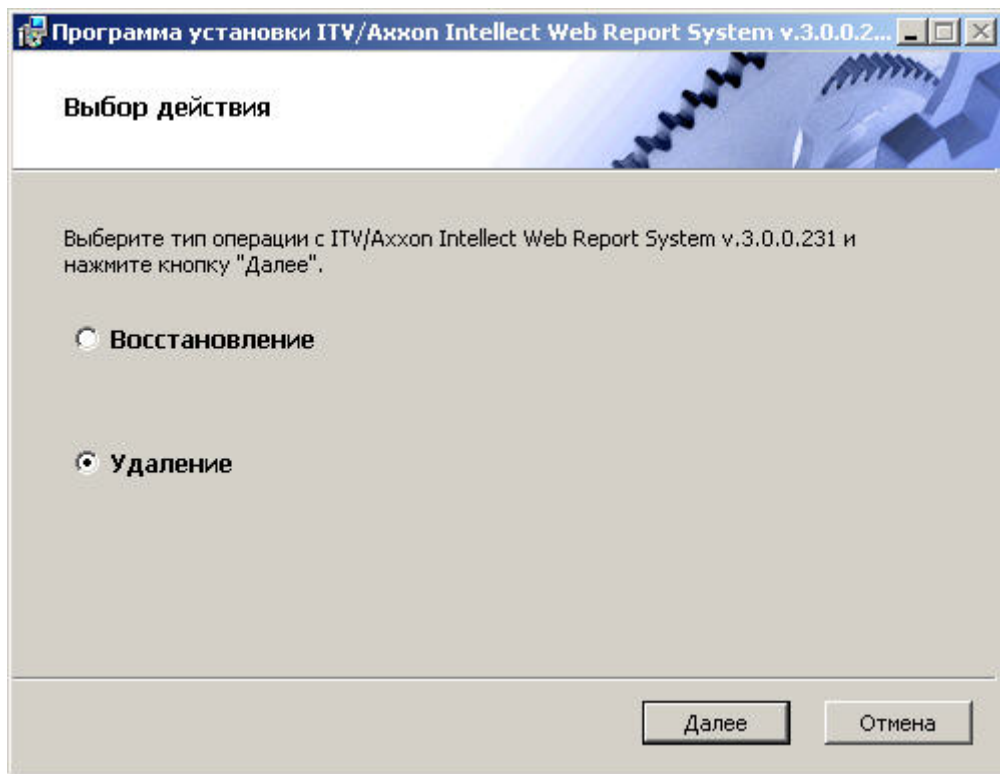 Программа установки ITV/Axxon Intellect Web Report System v.3.0.0.2...
Выбор действия
Выберите тип операции с ITV/Axxon Intellect Web Report System v.3.0.0.231 и
нажмите кнопку "Далее".
Восстановление
Удаление
Далее
Отмена